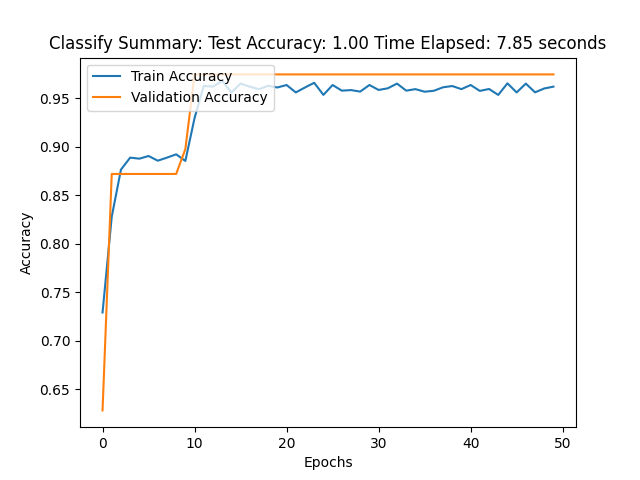 Classify Summary: Test Accuracy: 1.00 Time Elapsed: 7.85 seconds
Train Accuracy
Validation Accuracy
0.95
0.90
0.85
0.80
0.75
0.70
0.65
Accuracy
0 10 20 30 40 50
Epochs